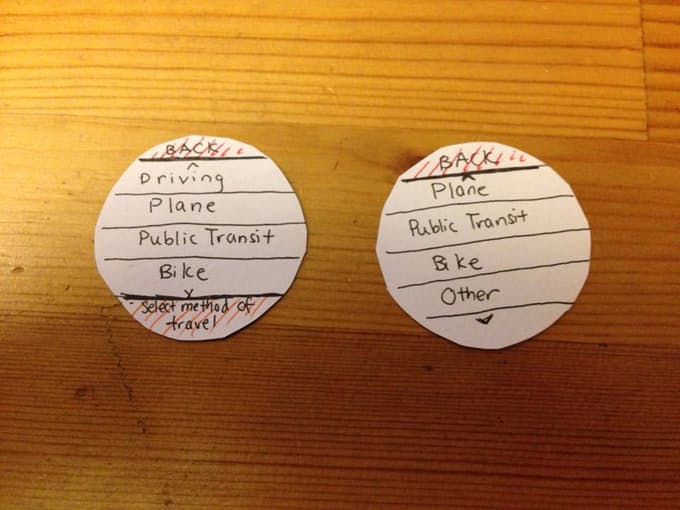 BACK
Driving
Plane
Public Transit
Bike
select method of
travel
BACK
Plane
Public Transit
Bike
Other